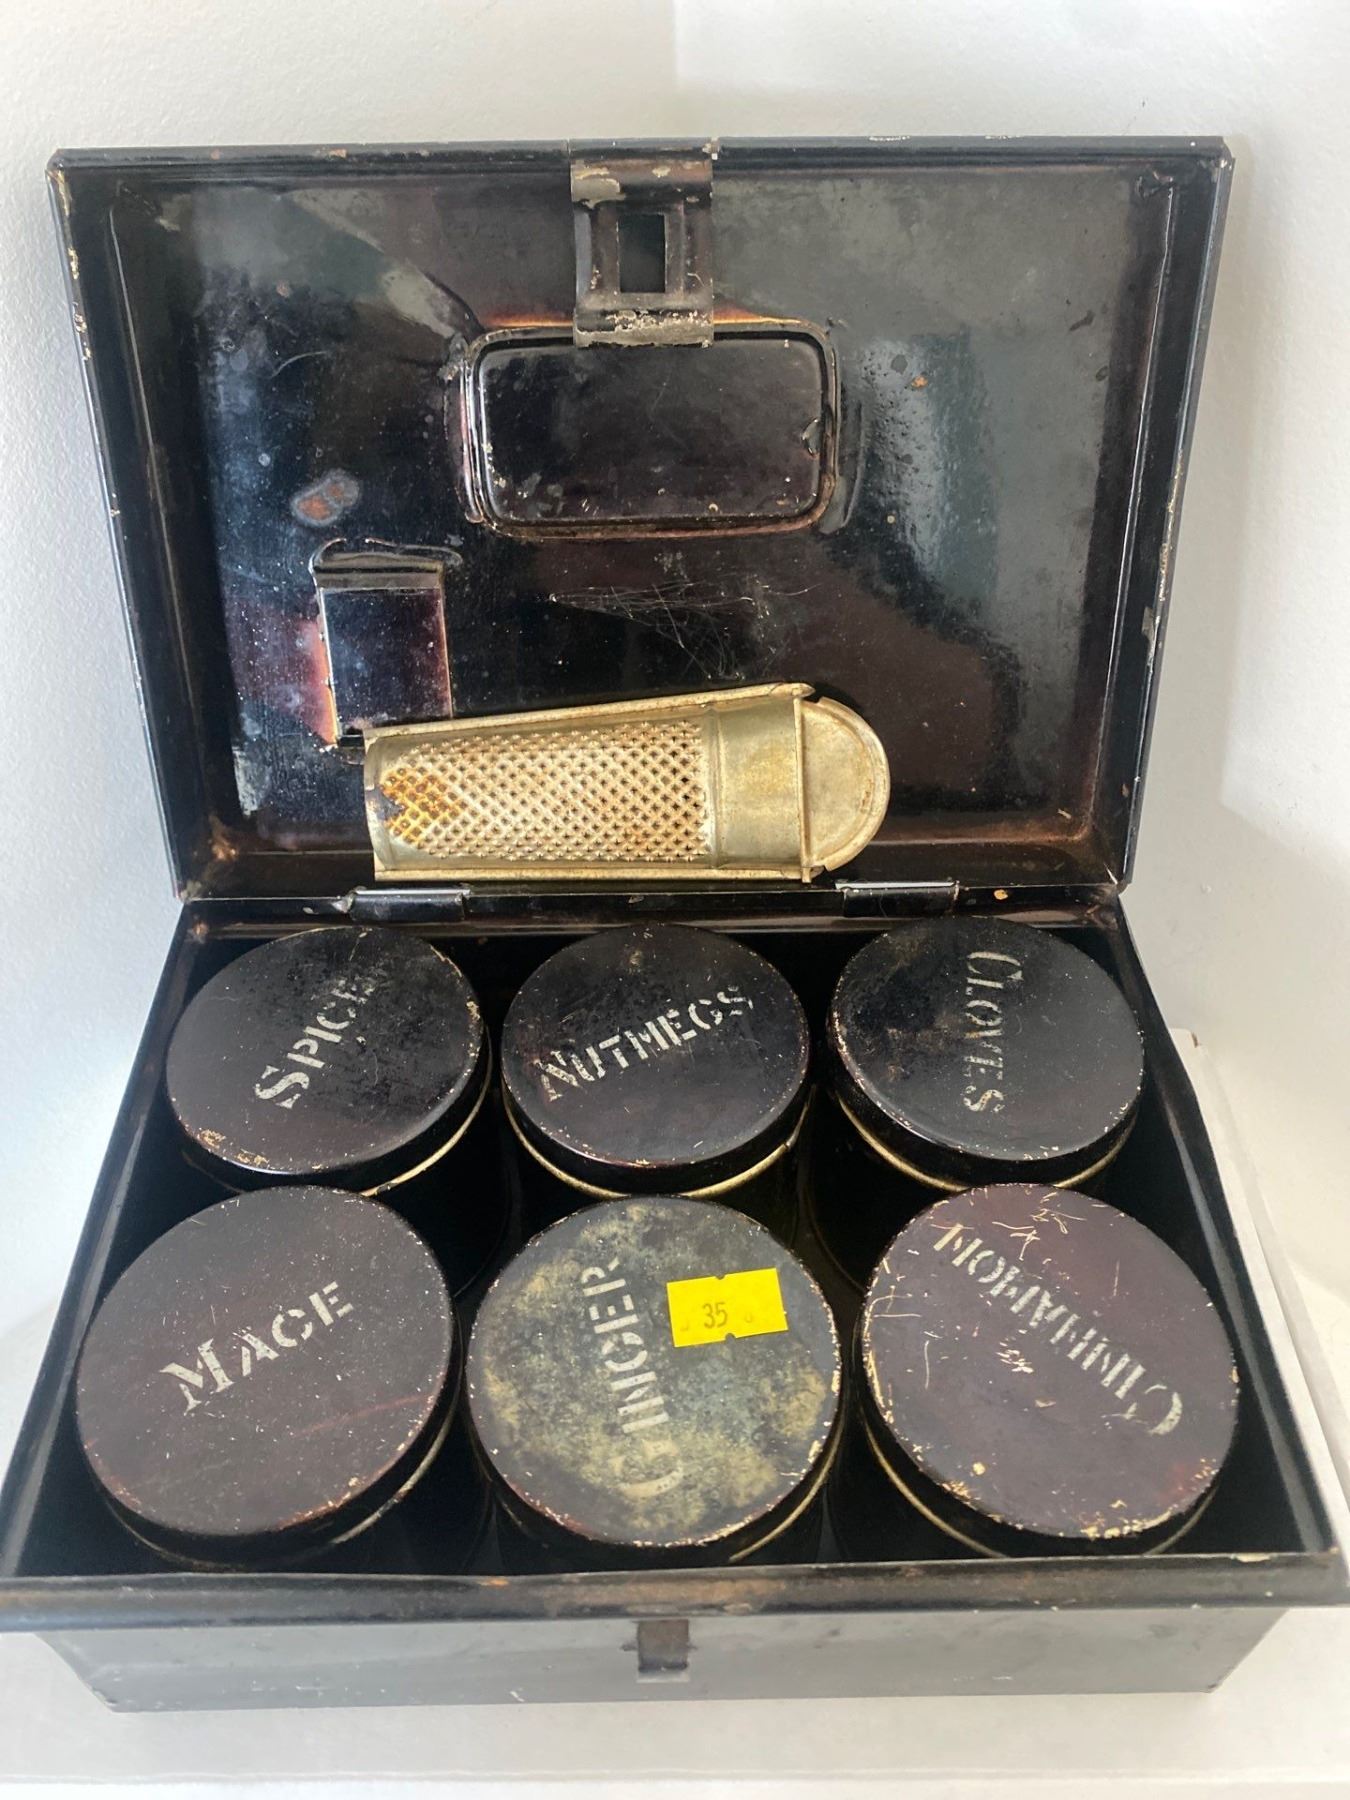 SPICE
NUTMEGS
CLOVES
MACE
GINGER
35
CINNAMON